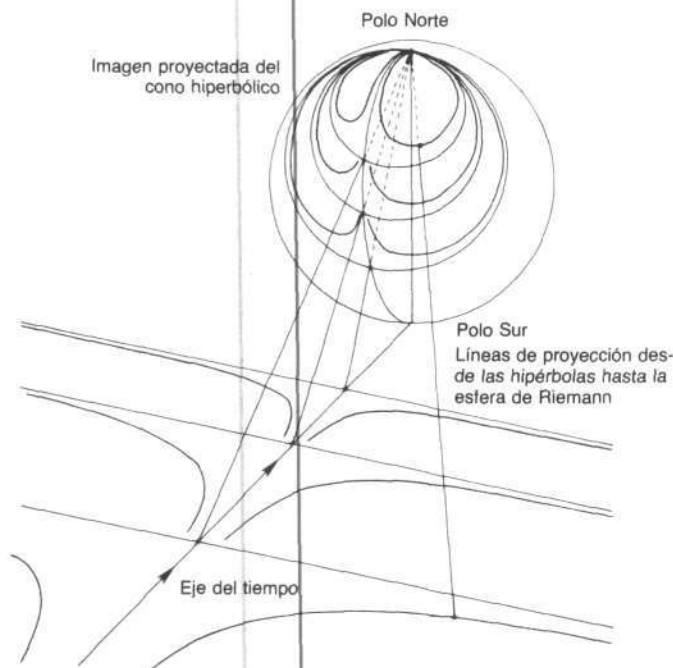 Polo Norte
Imagen proyectada del
cono hiperbólico
Polo Sur
Líneas de proyección des-
de las hipérbolas hasta la
esfera de Riemann
Eje del tiempo